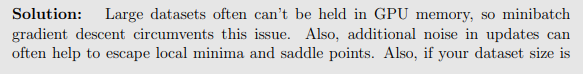 Solution: Large datasets often can't be held in GPU memory, so minibatch
gradient descent circumvents this issue. Also, additional noise in updates can
often help to escape local minima and saddle points. Also, if your dataset size is